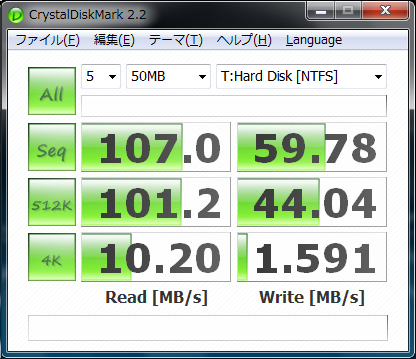 CrystalDiskMark 2.2
ファイル(F) 編集(E) テーマ(T) ヘルプ(H) Language
All 5 50MB T:Hard Disk [NTFS]
Seq 107.0 59.78
512K 101.2 44.04
4K 10.20 1.591
Read [MB/s] Write [MB/s]